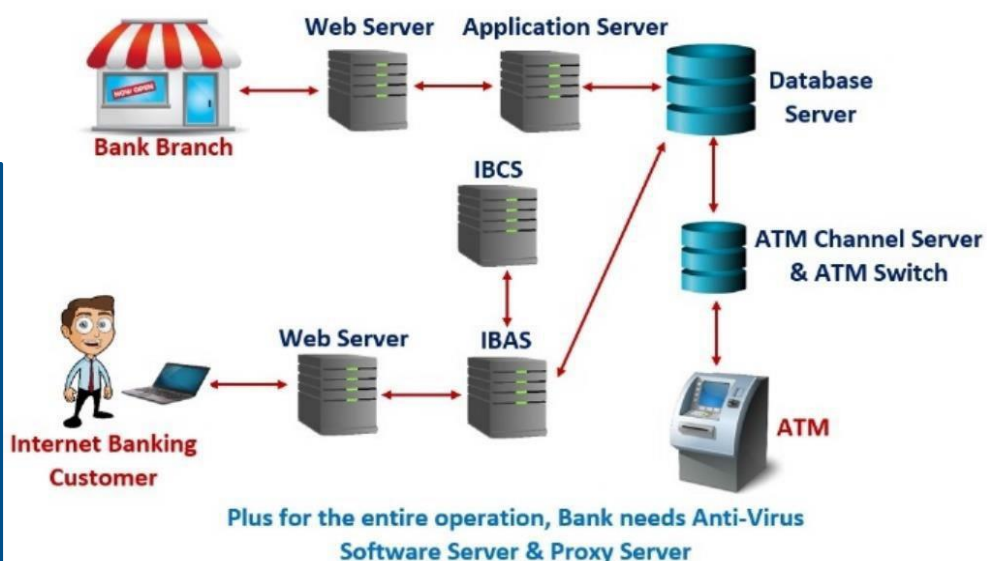 Web Server
Application Server
NOW OPEN
Database
Server
Bank Branch
IBCS
ATM Channel Server
& ATM Switch
Web Server
IBAS
ATM
Internet Banking
Customer
Plus for the entire operation, Bank needs Anti-Virus
Software Server & Proxy Server